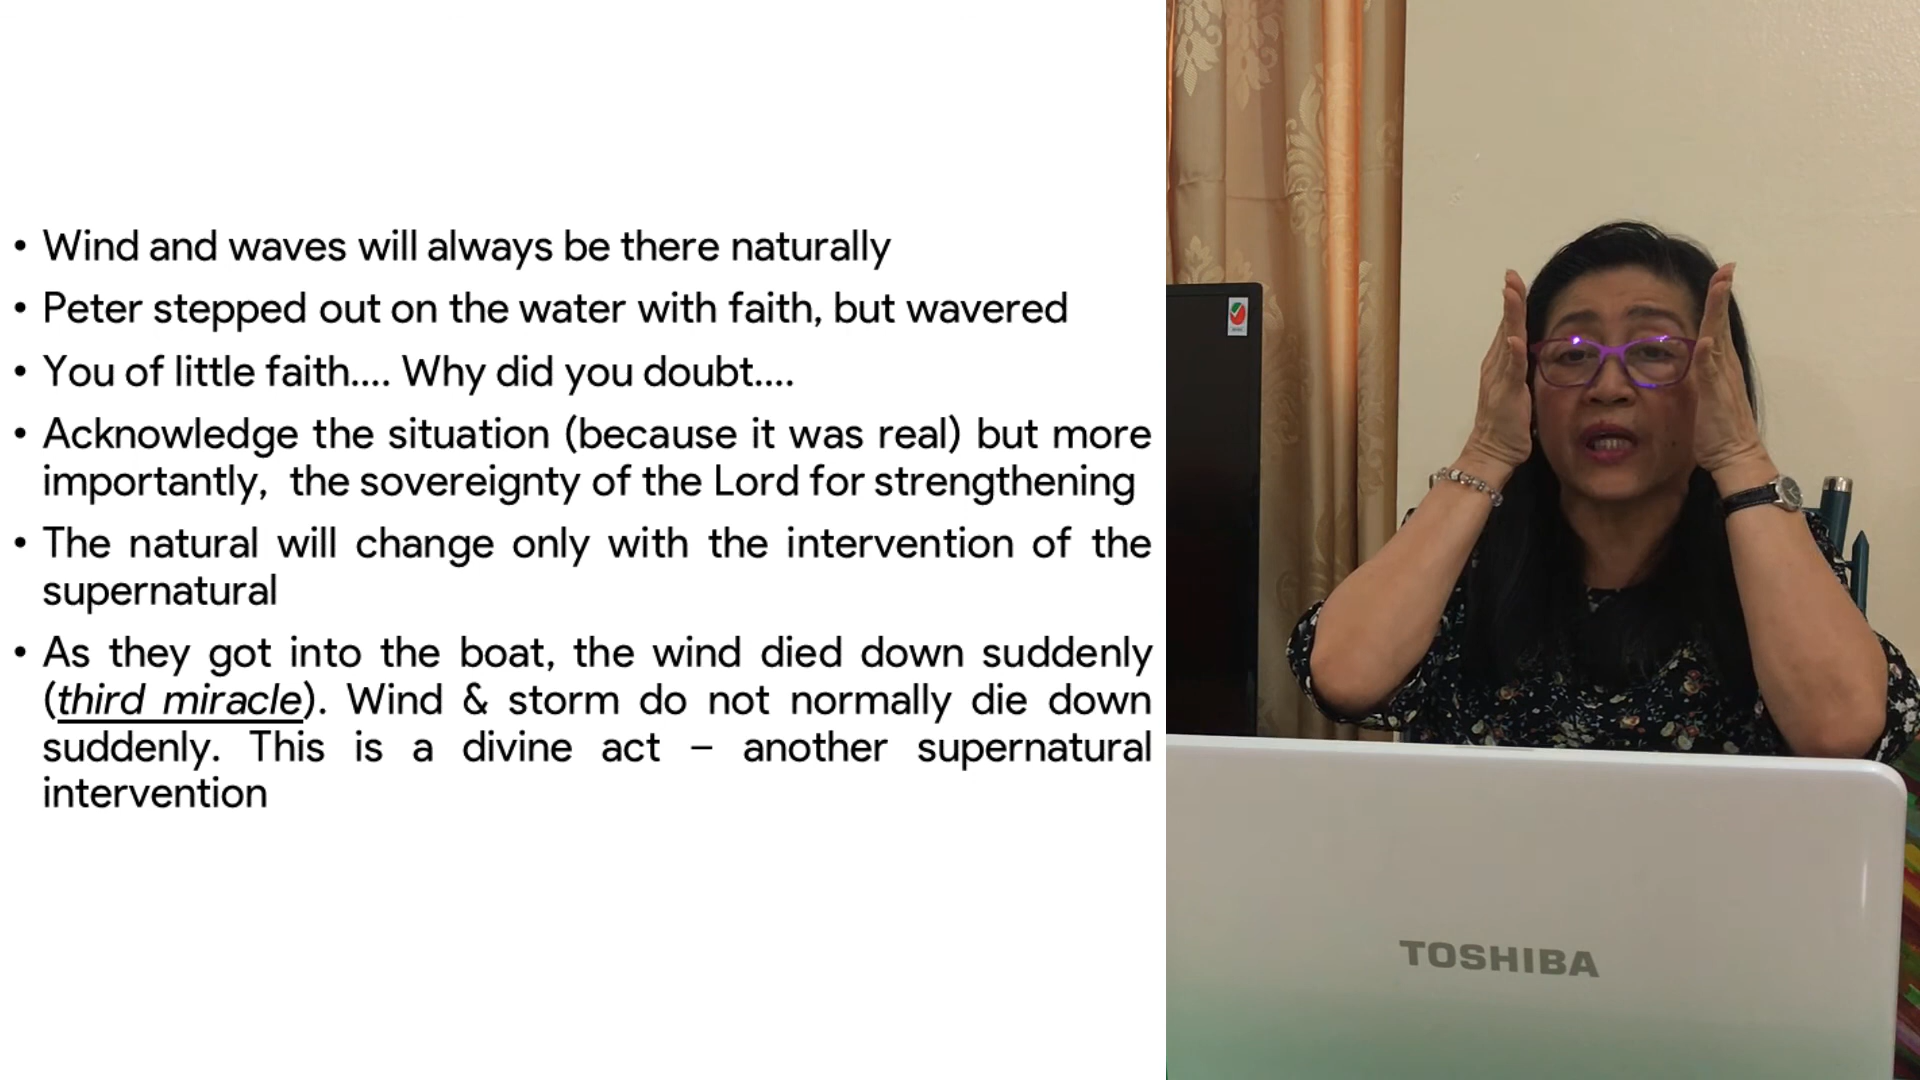 • Wind and waves will always be there naturally
• Peter stepped out on the water with faith, but wavered
• You of little faith.... Why did you doubt....
• Acknowledge the situation (because it was real) but more
importantly, the sovereignty of the Lord for strengthening
• The natural will change only with the intervention of the
supernatural
• As they got into the boat, the wind died down suddenly
(third miracle). Wind & storm do not normally die down
suddenly. This is a divine act – another supernatural
intervention
TOSHIBA